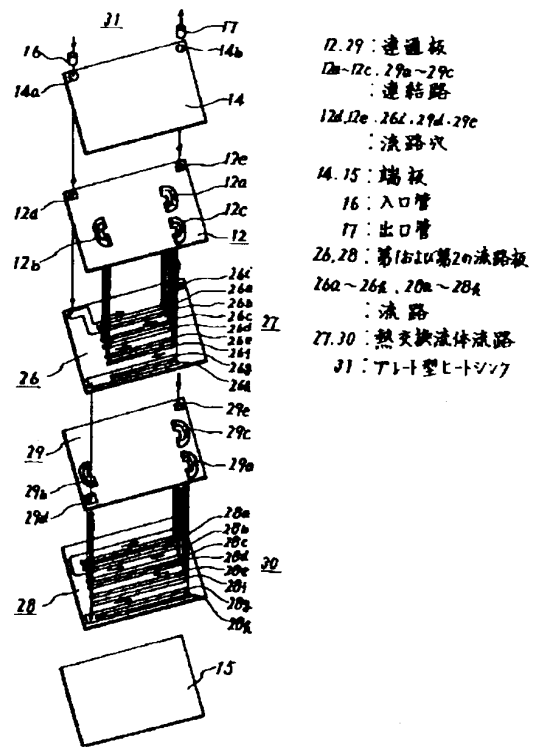 31
17
16
14b
14a
14
12e
12a
12d
12c
12b
12
26i
26a
26b
26c
27
26d
26e
26f
26g
26
26h
29e
29
29c
29a
29b
29d
28a
28b
28c
28d
30
28e
28f
28g
28
28h
15
12.29:連通板
12a~12c.29a~29c
:連結路
12d,12e.26i.29d.29e
:流路穴
14.15:端板
16:入口管
17:出口管
26,28:第1および第2の流路板
26a~26h.28a~28h
:流路
27.30:熱交換流体流路
31:プレート型ヒートシンク